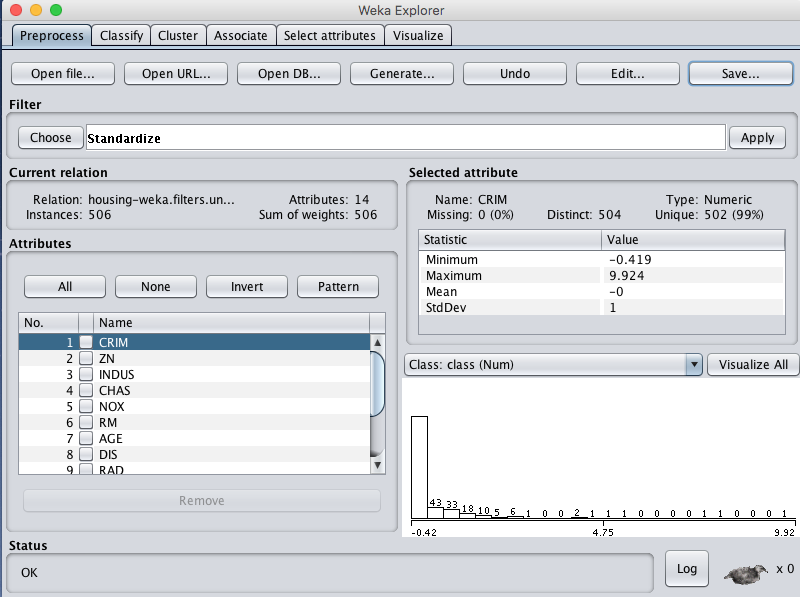 Weka Explorer
Preprocess Classify Cluster Associate Select attributes Visualize
Open file... Open URL... Open DB... Generate... Undo Edit... Save...
Filter
Choose Standardize Apply
Current relation
Relation: housing-weka.filters.un... Attributes: 14
Instances: 506 Sum of weights: 506
Attributes
All None Invert Pattern
No. Name
1 CRIM
2 ZN
3 INDUS
4 CHAS
5 NOX
6 RM
7 AGE
8 DIS
9 RAD
Remove
Selected attribute
Name: CRIM Type: Numeric
Missing: 0 (0%) Distinct: 504 Unique: 502 (99%)
Statistic Value
Minimum -0.419
Maximum 9.924
Mean -0
StdDev 1
Class: class (Num) Visualize All
43 33 18 10 5 6 1 0 0 2 1 1 1 0 0 0 0 1 1 0 0 0 1
-0.42 4.75 9.92
Status
OK
Log x 0